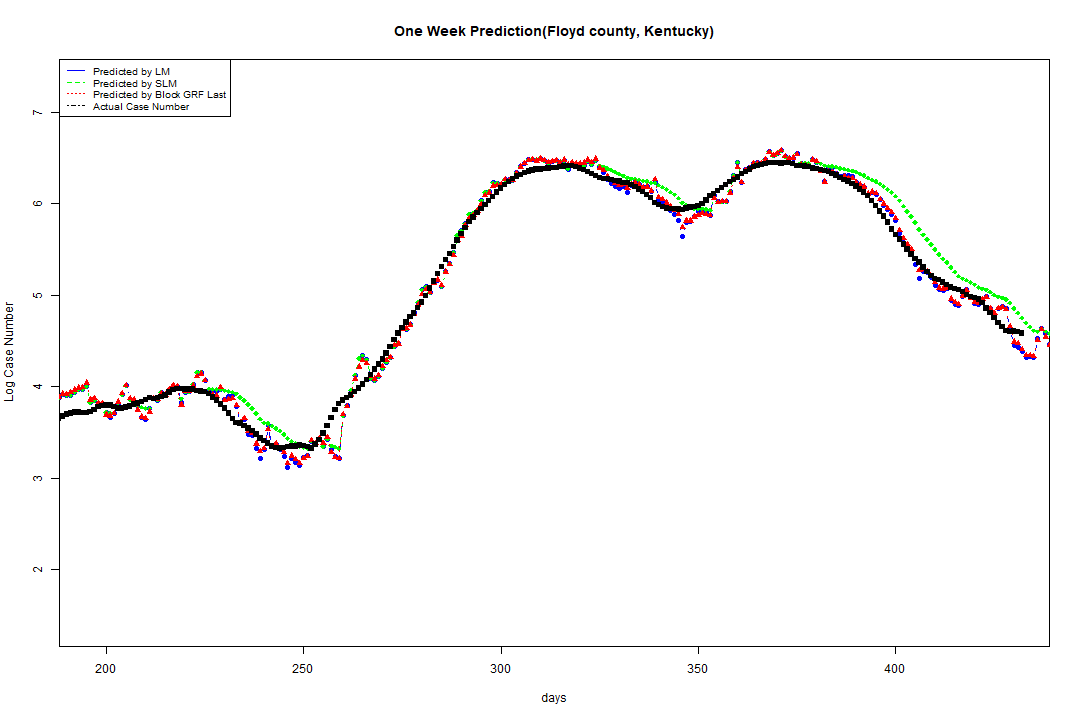 One Week Prediction(Floyd county, Kentucky)
Predicted by LM
Predicted by SLM
Predicted by Block GRF Last
Actual Case Number
7
6
5
4
3
2
Log Case Number
200 250 300 350 400
days